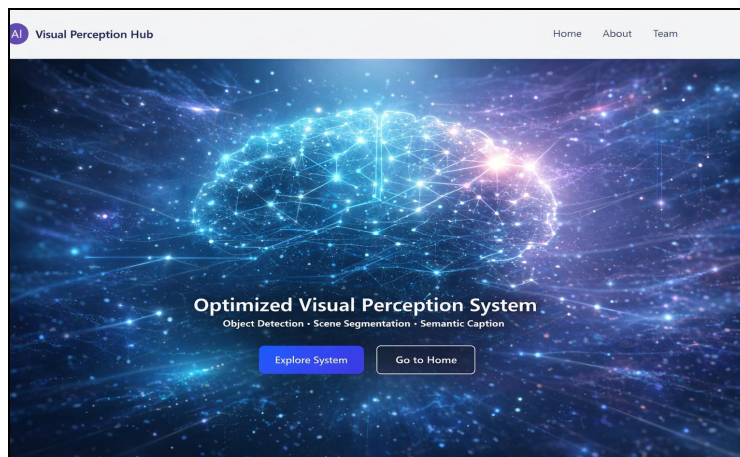 AI Visual Perception Hub Home About Team
Optimized Visual Perception System
Object Detection • Scene Segmentation • Semantic Caption
Explore System Go to Home